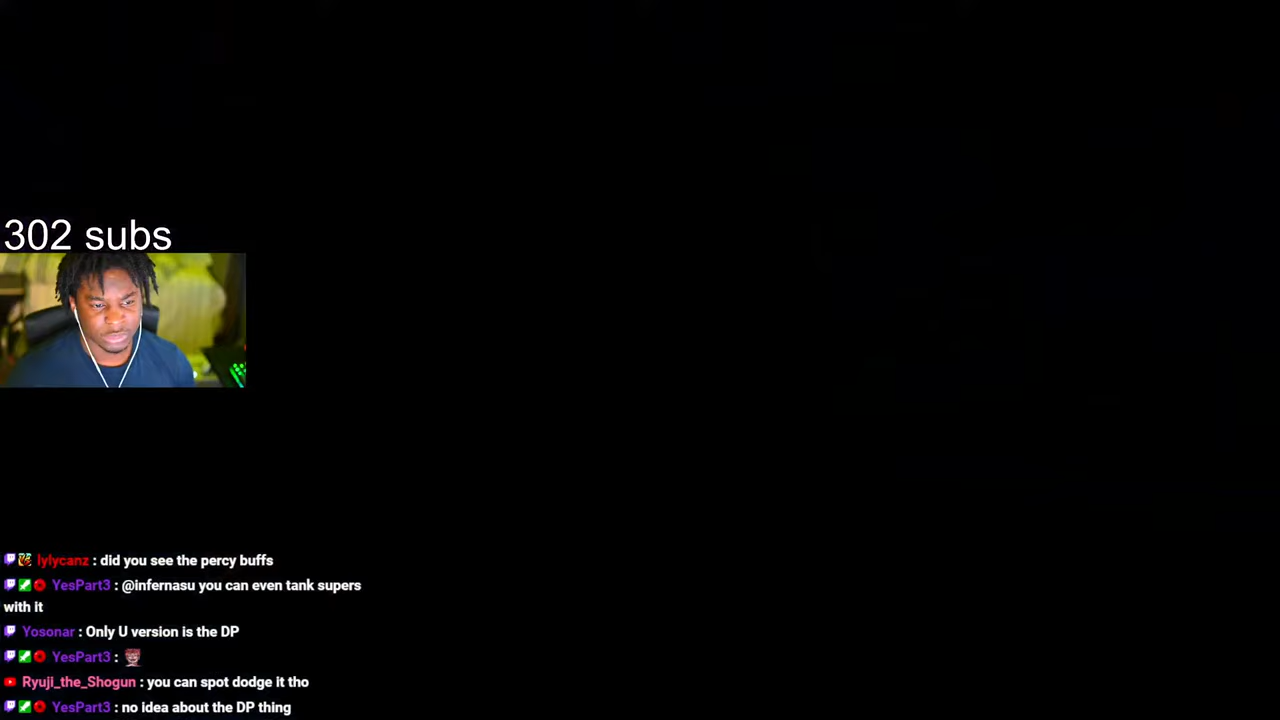 302 subs
lylycanz : did you see the percy buffs
YesPart3 : @infernasu you can even tank supers
with it
Yosonar : Only U version is the DP
YesPart3 :
Ryuji_the_Shogun : you can spot dodge it tho
YesPart3 : no idea about the DP thing